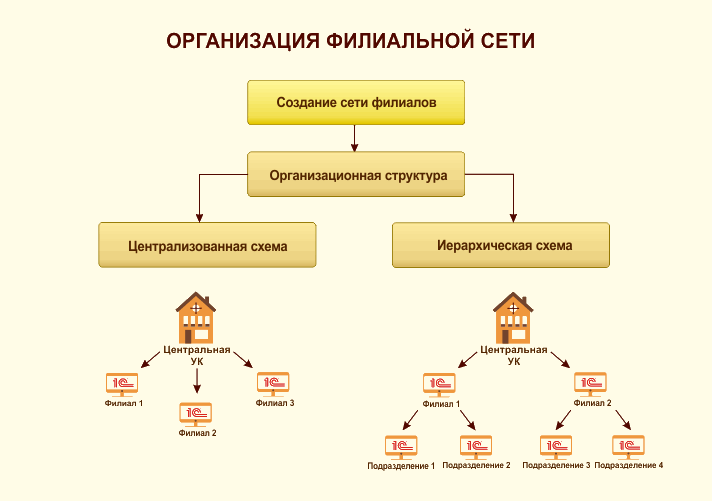 ОРГАНИЗАЦИЯ ФИЛИАЛЬНОЙ СЕТИ
Создание сети филиалов
Организационная структура
Централизованная схема
Иерархическая схема
Центральная
УК
1С
Филиал 1
1С
Филиал 2
1С
Филиал 3
Центральная
УК
1С
Филиал 1
1С
Филиал 2
1С
Подразделение 1
1С
Подразделение 2
1С
Подразделение 3
1С
Подразделение 4